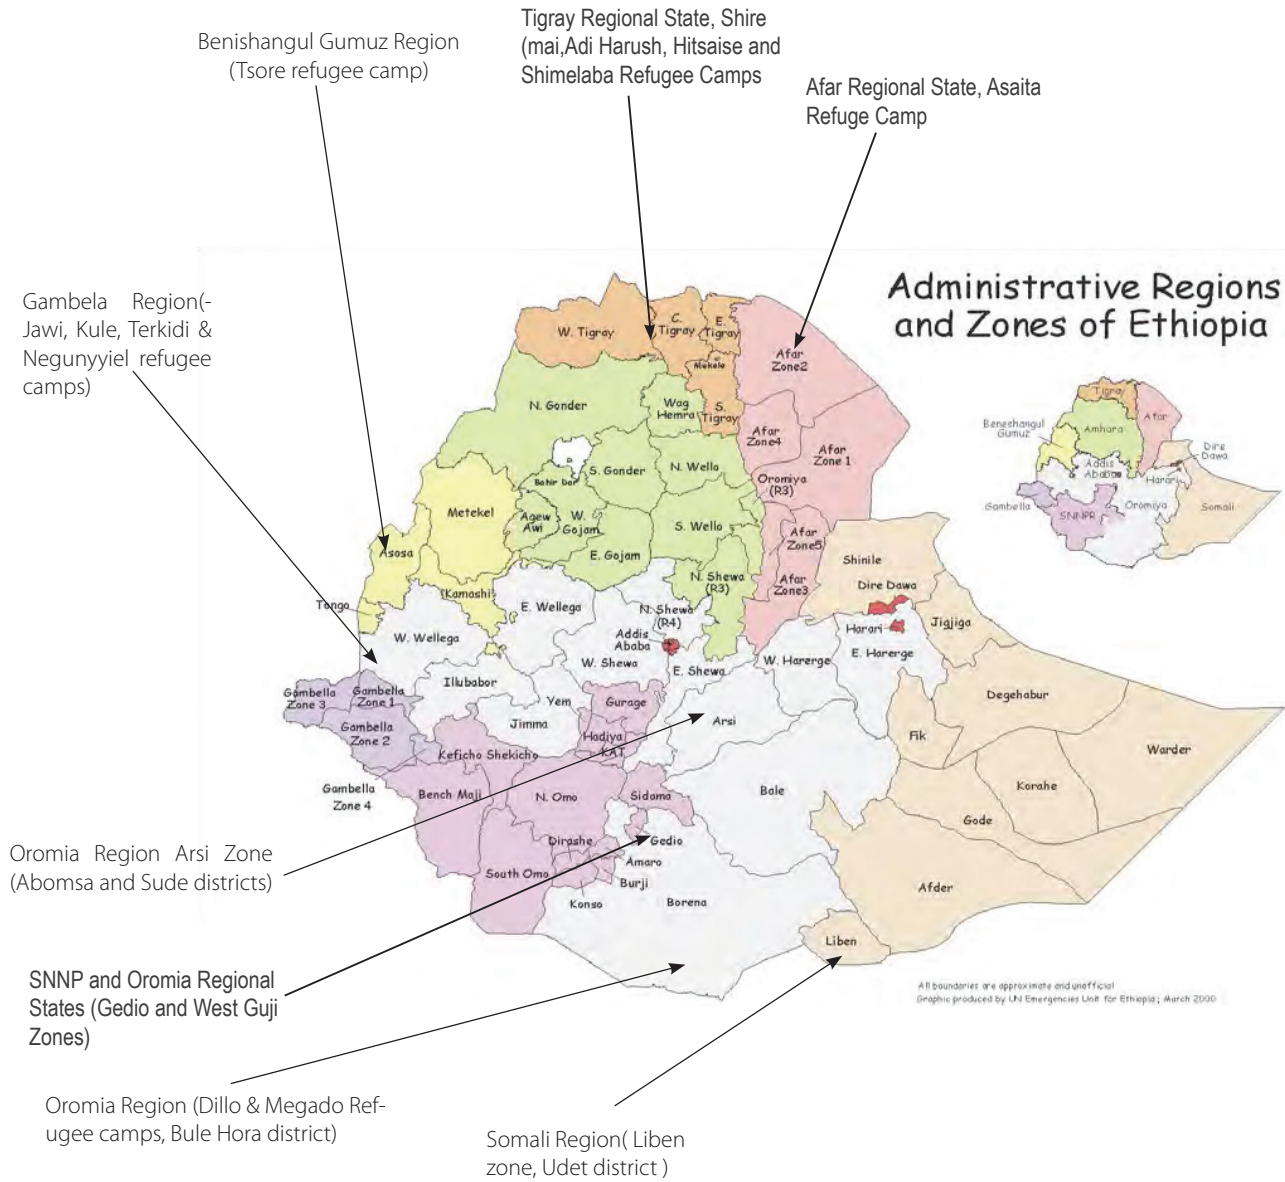 Tigray Regional State, Shire
(mai,Adi Harush, Hitsaise and
Shimelaba Refugee Camps
Benishangul Gumuz Region
(Tsore refugee camp)
Afar Regional State, Asaita
Refuge Camp
Gambela Region(-
Jawi, Kule, Terkidi &
Negunyyiel refugee
camps)
Administrative Regions
and Zones of Ethiopia
W. Tigray
C.
Tigray
E.
Tigray
Mekele
S.
Tigray
Afar
Zone2
N. Gonder
Wag
Hemra
Afar
Zone4
Afar
Zone 1
S. Gonder
N. Wello
Oromiya
(R3)
Bahir Dar
Metekel
Agew
Awi
W.
Gojam
S. Wello
E. Gojam
Afar
Zone5
Asosa
Kamashi
N. Shewa
(R3)
Afar
Zone3
Shinile
Dire Dawa
Tongo
E. Wellega
N. Shewa
(R4)
Addis
Ababa
Harari
Jigjiga
W. Wellega
W. Shewa
E. Shewa
W. Harerge
E. Harerge
Illubabor
Gambella
Zone 3
Gambella
Zone 1
Gambella
Zone 2
Yem
Gurage
Jimma
Arsi
Degehabur
Hadiya
KAT
Fik
Warder
Keficho Shekicho
Gambella
Zone 4
Bench Maji
N. Omo
Sidama
Bale
Korahe
Gode
Dirashe
Gedio
Amaro
Burji
South Omo
Konso
Borena
Afder
Liben
Tigray
Afar
Beneshangul
Gumuz
Amhara
Dire
Dawa
Addis
Ababa
Harari
Gambella
SNNPR
Oromiya
Somali
Oromia Region Arsi Zone
(Abomsa and Sude districts)
SNNP and Oromia Regional
States (Gedio and West Guji
Zones)
All boundaries are approximate and unofficial
Graphic produced by UN Emergencies Unit for Ethiopia; March 2000
Oromia Region (Dillo & Megado Ref-
ugee camps, Bule Hora district)
Somali Region( Liben
zone, Udet district )